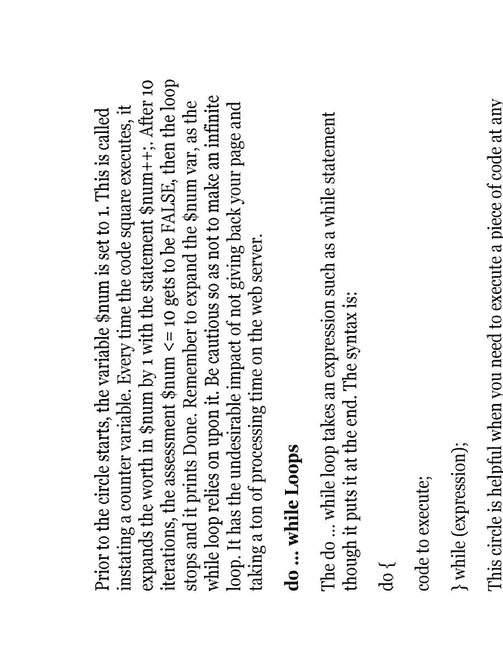 Prior to the circle starts, the variable $num is set to 1. This is called
instating a counter variable. Every time the code square executes, it
expands the worth in $num by 1 with the statement $num++;. After 10
iterations, the assessment $num <= 10 gets to be FALSE, then the loop
stops and it prints Done. Remember to expand the $num var, as the
while loop relies on upon it. Be cautious so as not to make an infinite
loop. It has the undesirable impact of not giving back your page and
taking a ton of processing time on the web server.
do ... while Loops
The do ... while loop takes an expression such as a while statement
though it puts it at the end. The syntax is:
do {
code to execute;
} while (expression);
This circle is helpful when you need to execute a piece of code at any